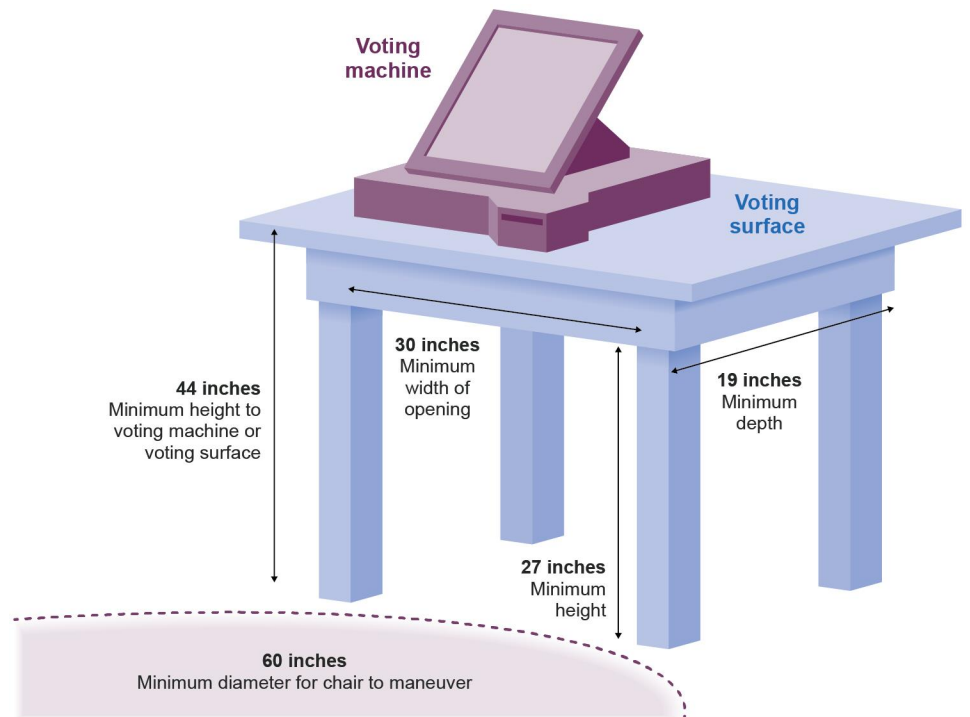 Voting
machine
Voting
surface
30 inches
Minimum
width of
opening
44 inches
Minimum height to
voting machine or
voting surface
19 inches
Minimum
depth
27 inches
Minimum
height
60 inches
Minimum diameter for chair to maneuver